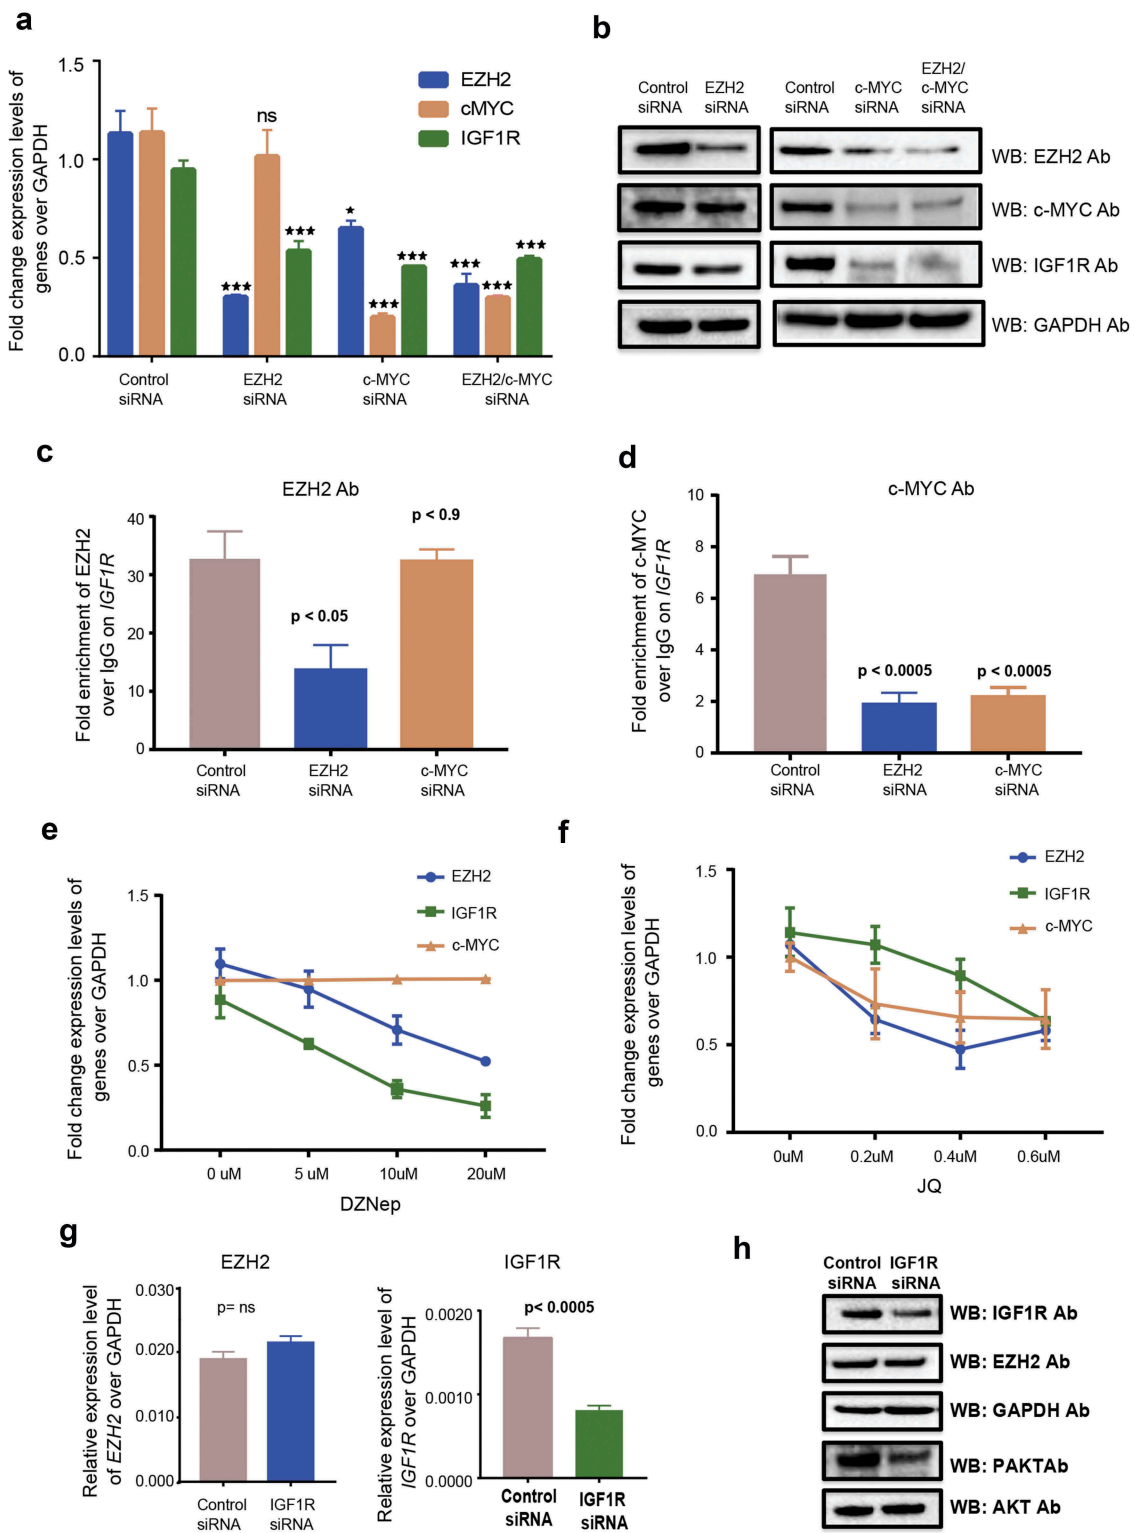 a
Fold change expression levels of
genes over GAPDH
1.5
1.0
0.5
0.0
EZH2
cMYC
IGF1R
ns
★★★
★★★
★
★★★
★★★
★★★
★★★
★★★
Control
siRNA
EZH2
siRNA
c-MYC
siRNA
EZH2/c-MYC
siRNA
b
Control
siRNA
EZH2
siRNA
Control
siRNA
c-MYC
siRNA
EZH2/
c-MYC
siRNA
WB: EZH2 Ab
WB: c-MYC Ab
WB: IGF1R Ab
WB: GAPDH Ab
c
EZH2 Ab
Fold enrichment of EZH2
over IgG on IGF1R
40
30
20
10
0
p < 0.05
p < 0.9
Control
siRNA
EZH2
siRNA
c-MYC
siRNA
d
c-MYC Ab
Fold enrichment of c-MYC
over IgG on IGF1R
10
8
6
4
2
0
p < 0.0005
p < 0.0005
Control
siRNA
EZH2
siRNA
c-MYC
siRNA
e
Fold change expression levels of
genes over GAPDH
1.5
1.0
0.5
0.0
EZH2
IGF1R
c-MYC
0 uM
5 uM
10uM
20uM
DZNep
f
Fold change expression levels of
genes over GAPDH
1.5
1.0
0.5
0.0
EZH2
IGF1R
c-MYC
0uM
0.2uM
0.4uM
0.6uM
JQ
g
EZH2
Relative expression level
of EZH2 over GAPDH
0.030
0.020
0.010
0.000
p= ns
Control
siRNA
IGF1R
siRNA
IGF1R
Relative expression level of
IGF1R over GAPDH
0.0020
0.0010
0.0000
p< 0.0005
Control
siRNA
IGF1R
siRNA
h
Control
siRNA
IGF1R
siRNA
WB: IGF1R Ab
WB: EZH2 Ab
WB: GAPDH Ab
WB: PAKTAb
WB: AKT Ab